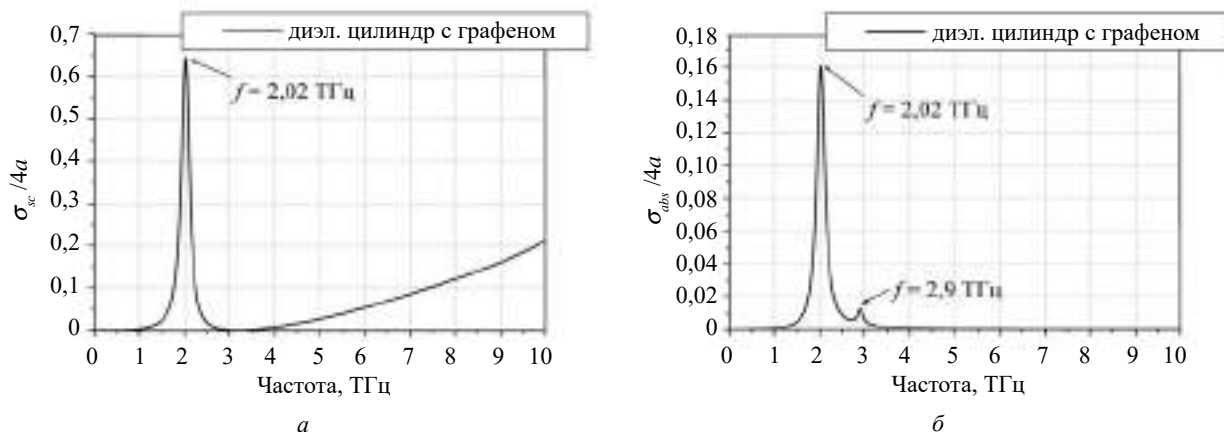 диэл. цилиндр с графеном
0,7
0,6
0,5
0,4
0,3
0,2
0,1
0
σsc /4a
f = 2,02 ТГц
0 1 2 3 4 5 6 7 8 9 10
Частота, ТГц
а
диэл. цилиндр с графеном
0,18
0,16
0,14
0,12
0,10
0,08
0,06
0,04
0,02
0
σabs/4a
f = 2,02 ТГц
f = 2,9 ТГц
0 1 2 3 4 5 6 7 8 9 10
Частота, ТГц
б